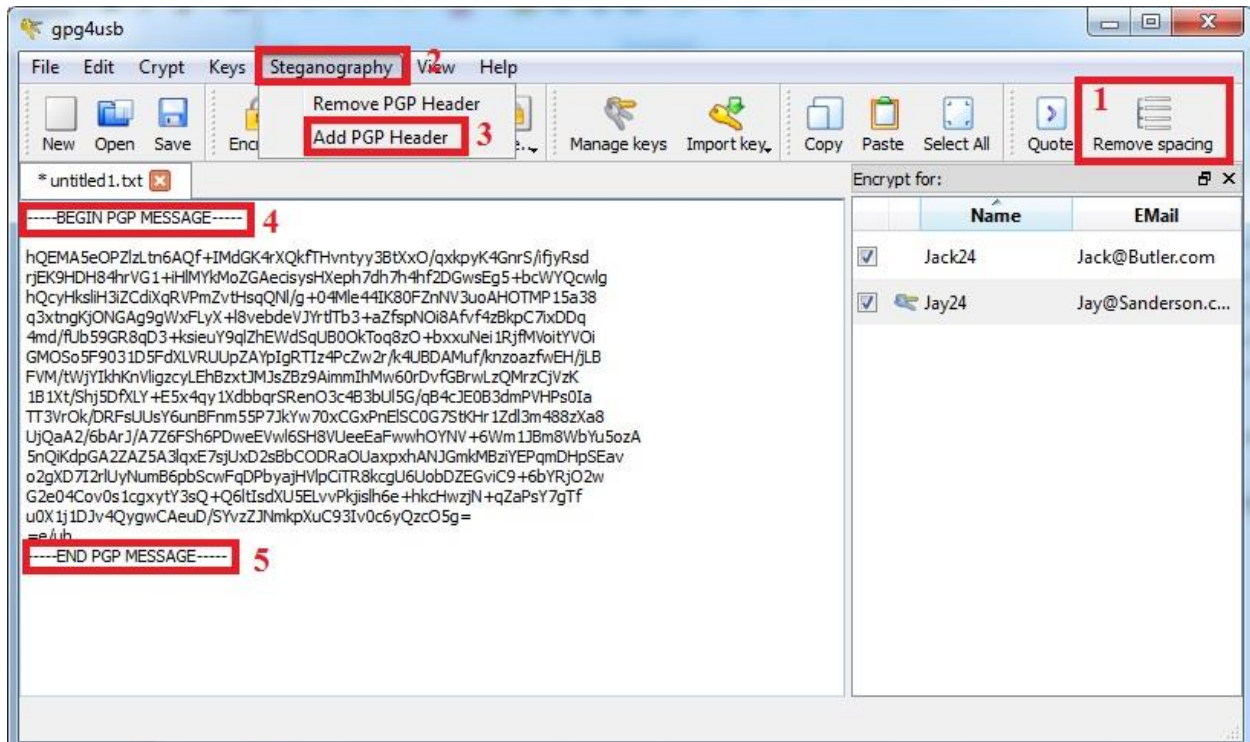 gpg4usb
File Edit Crypt Keys Steganography View Help
2
Remove PGP Header
Add PGP Header
3
1
New Open Save Manage keys Import key Copy Paste Select All Quote Remove spacing
* untitled1.txt
Encrypt for:
Name EMail
Jack24 Jack@Butler.com
Jay24 Jay@Sanderson.c...
-----BEGIN PGP MESSAGE-----
4
hQEMA5eOPZlzLtn6AQf+IMdGK4rXQkfTHvntyy3BtXxO/qxkpyK4GnrS/ifjyRsd
rjEK9HDH84hrVG1+iHlMYkMoZGAecisysHXeph7dh7h4hf2DGwsEg5+bcWYQcwlg
hQcyHksliH3iZCdiXqRVPmZvtHsqQNl/g+04Mle44IK80FZnNV3uoAHOTMP15a38
q3xtngKjONGAg9gWxFLyX+l8vebdeVJYrtlTb3+aZfspNOi8Afvf4zBkpC7ixDDq
4md/fUb59GR8qD3+ksieuY9qlZhEWdSqUB0OkToq8zO+bxxuNei1RjfMVoitYVOi
GMOSo5F9031D5FdXLVRUUpZAYpIgRTIz4PcZw2r/k4UBDAMuf/knzoazfwEH/jLB
FVM/tWjYIkhKnVligzcyLEhBzxtJMJsZBz9AimmIhMw60rDvfGBrwLzQMrzCjVzK
1B1Xt/Shj5DfXLY+E5x4qy1XdbbqrSRenO3c4B3bUl5G/qB4cJE0B3dmPVHPs0Ia
TT3VrOk/DRFsUUsY6unBFnm55P7JkYw70xCGxPnElSC0G7StKHr1Zdl3m488zXa8
UjQaA2/6bArJ/A7Z6FSh6PDweEVwl6SH8VUeeEaFwwhOYNV+6Wm1JBm8WbYu5ozA
5nQiKdpGA2ZAZ5A3lqxE7sjUxD2sBbCODRaOUaxpxhANJGmkMBziYEPqmDHpSEav
o2gXD7I2rlUyNumB6pbScwFqDPbyajHVlpCiTR8kcgU6UobDZEGviC9+6bYRjO2w
G2e04Cov0s1cgxytY3sQ+Q6ltIsdXU5ELvvPkjislh6e+hkcHwzjN+qZaPsY7gTf
u0X1j1DJv4QygwCAeuD/SYvzZJNmkpXuC93Iv0c6yQzcO5g=
=e/uh
-----END PGP MESSAGE-----
5